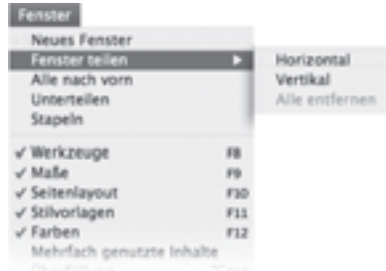 Fenster
Neues Fenster
Fenster teilen
Alle nach vorn
Unterteilen
Stapeln
Horizontal
Vertikal
Alle entfernen
✓ Werkzeuge F8
✓ Maße F9
✓ Seitenlayout F10
✓ Stilvorlagen F11
✓ Farben F12
Mehrfach genutzte Inhalte